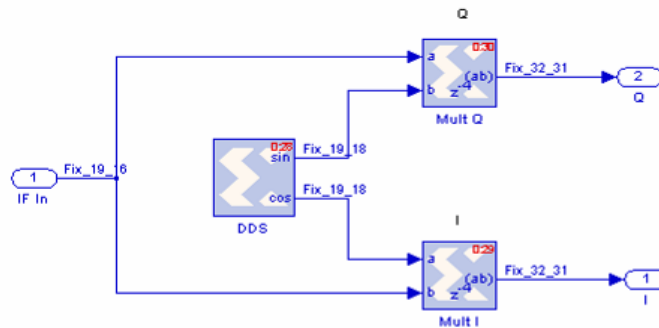 Q
0:30
a
(ab)
Fix_32_31
b
z^-4
2
Q
Mult Q
Fix_19_16
1
IF In
0:28
sin
Fix_19_18
Fix_19_18
cos
DDS
I
0:29
a
(ab)
Fix_32_31
b
z^-4
1
I
Mult I